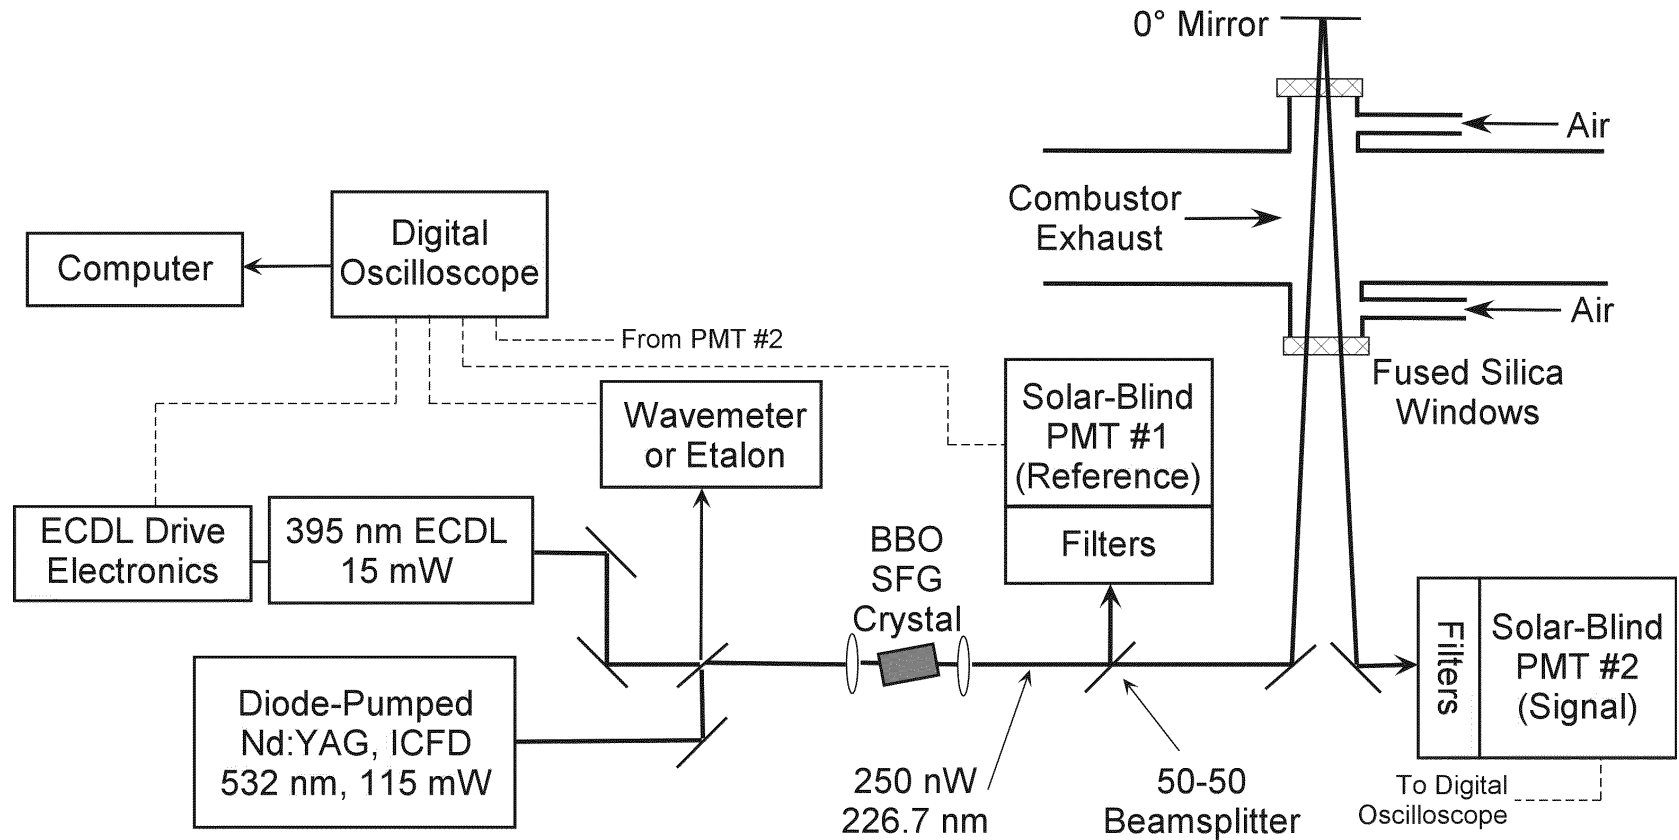 0° Mirror
Air
Combustor
Exhaust
Air
Fused Silica
Windows
Digital
Oscilloscope
Computer
From PMT #2
Wavemeter
or Etalon
Solar-Blind
PMT #1
(Reference)
Filters
ECDL Drive
Electronics
395 nm ECDL
15 mW
BBO
SFG
Crystal
Diode-Pumped
Nd:YAG, ICFD
532 nm, 115 mW
250 nW
226.7 nm
50-50
Beamsplitter
Filters
Solar-Blind
PMT #2
(Signal)
To Digital
Oscilloscope